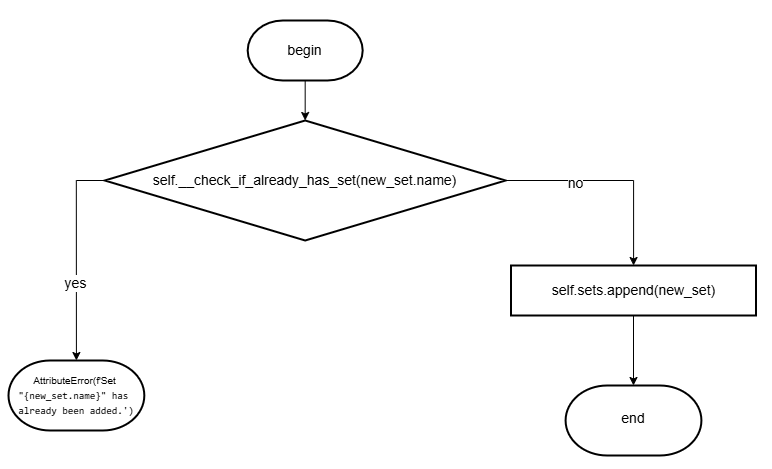 begin
self.__check_if_already_has_set(new_set.name)
no
yes
self.sets.append(new_set)
AttributeError(f'Set
"{new_set.name}" has
already been added.')
end